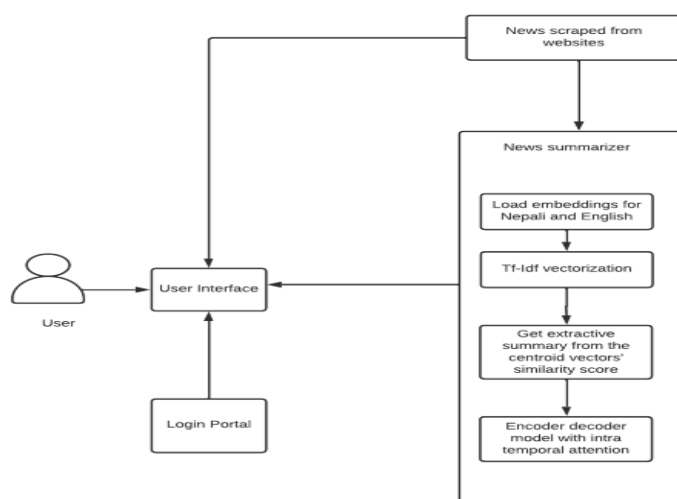 News scraped from
websites
News summarizer
Load embeddings for
Nepali and English
Tf-Idf vectorization
Get extractive
summary from the
centroid vectors'
similarity score
Encoder decoder
model with intra
temporal attention
User Interface
User
Login Portal